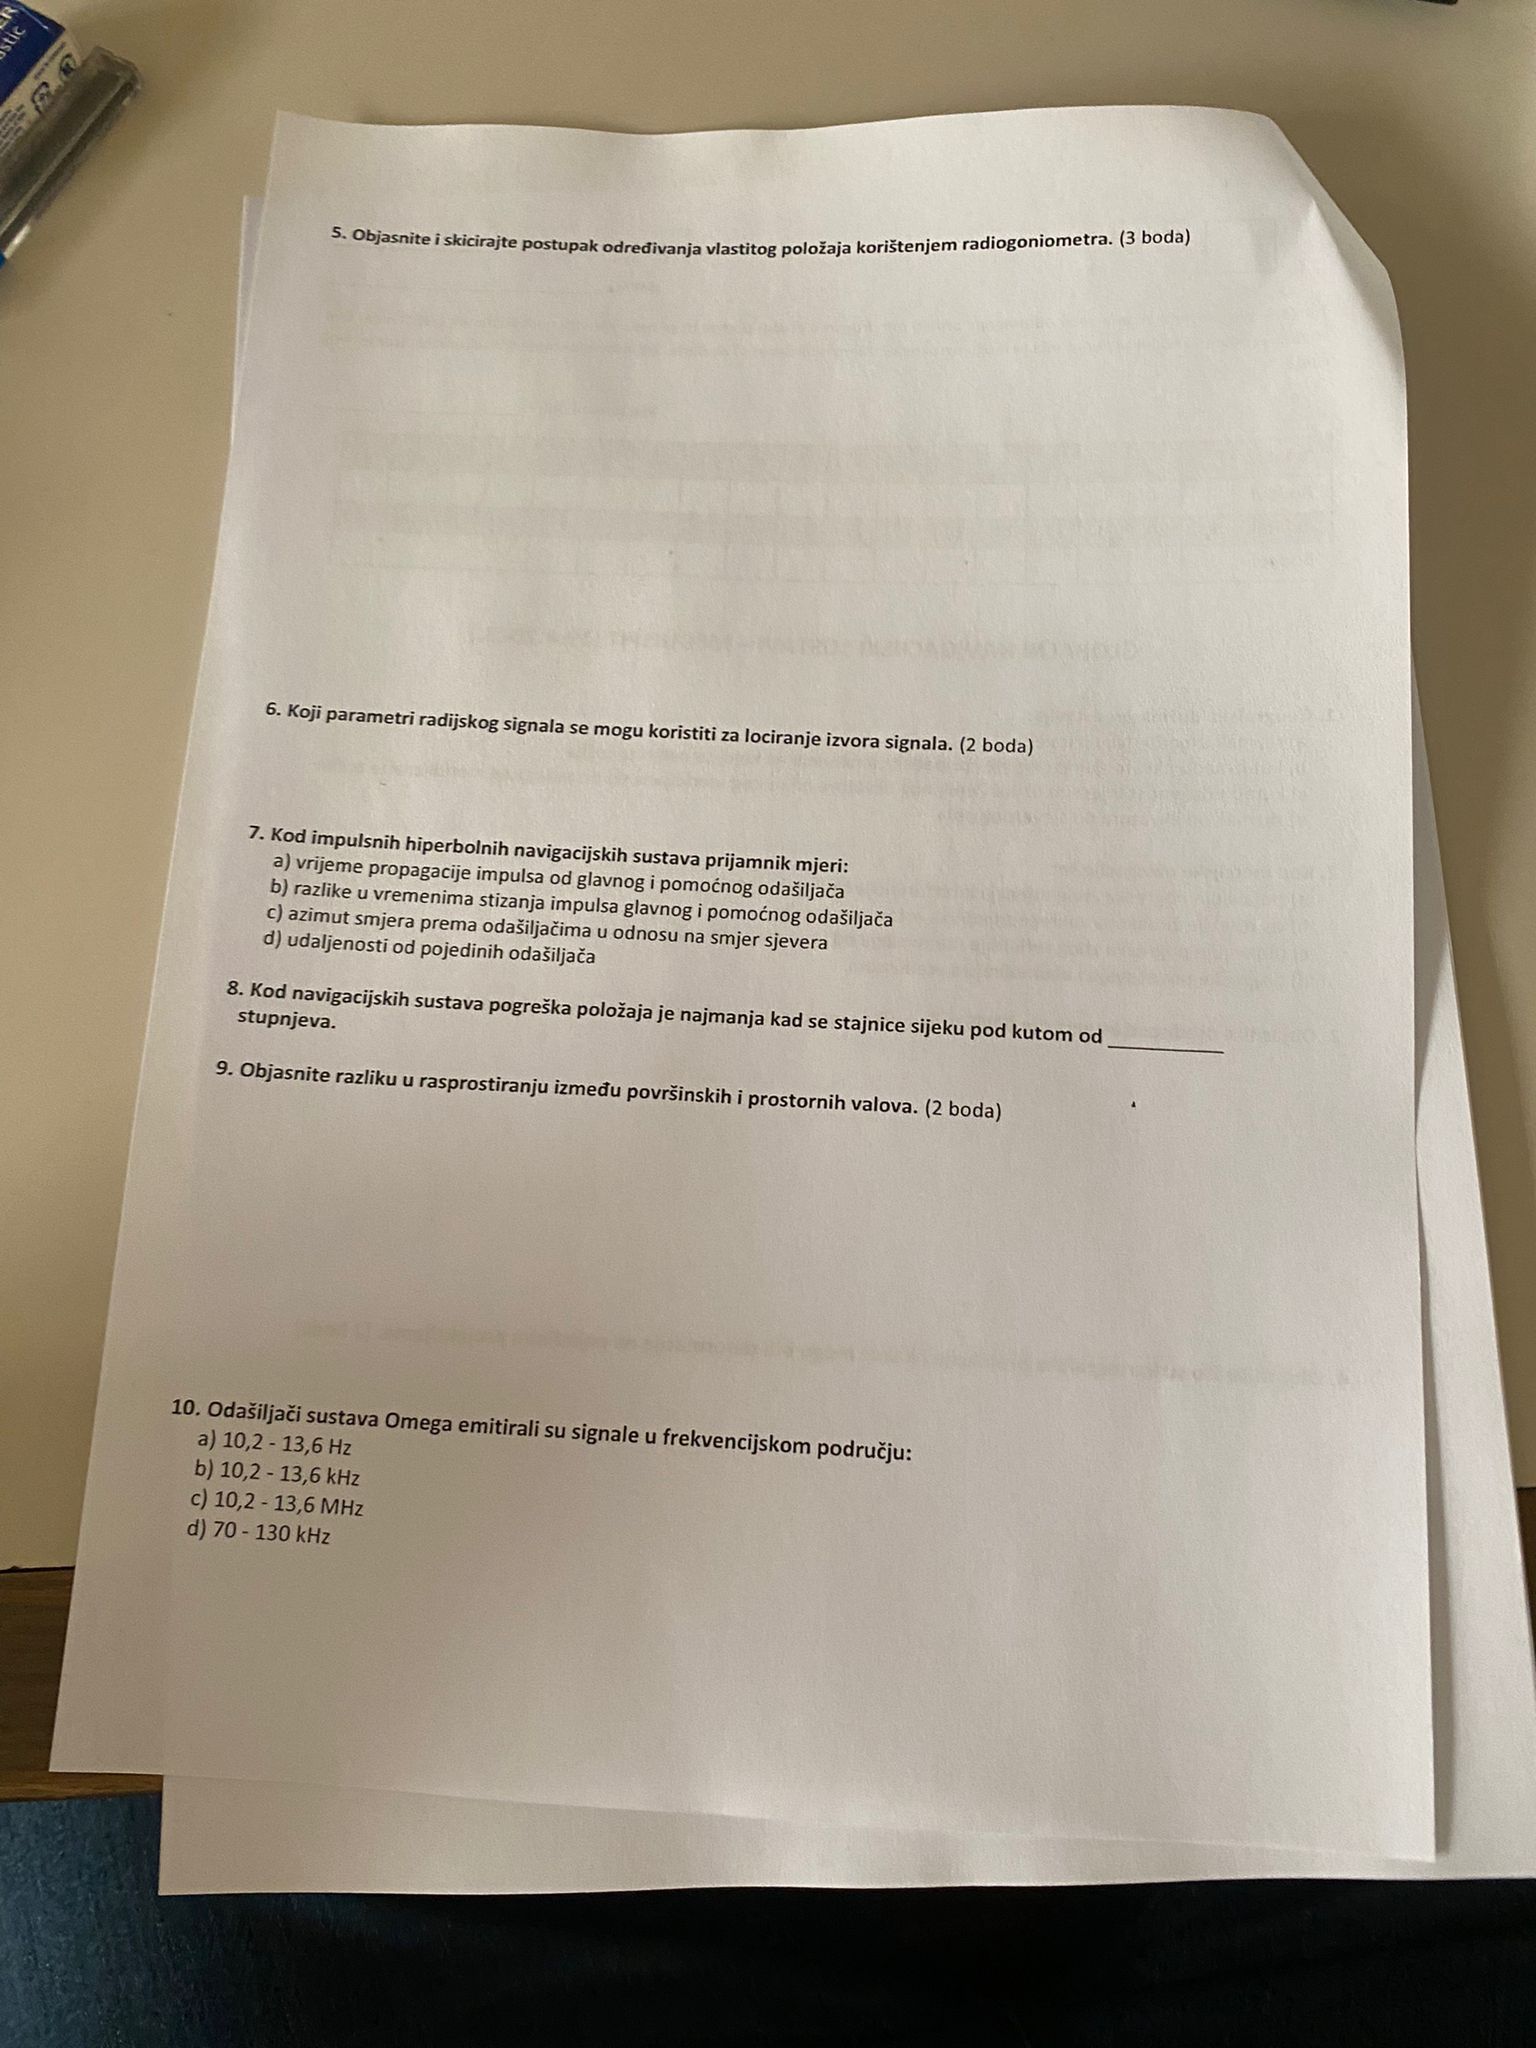 5. Objasnite i skicirajte postupak određivanja vlastitog položaja korištenjem radiogoniometra. (3 boda)
6. Koji parametri radijskog signala se mogu koristiti za lociranje izvora signala. (2 boda)
7. Kod impulsnih hiperbolnih navigacijskih sustava prijamnik mjeri:
a) vrijeme propagacije impulsa od glavnog i pomoćnog odašiljača
b) razlike u vremenima stizanja impulsa glavnog i pomoćnog odašiljača
c) azimut smjera prema odašiljačima u odnosu na smjer sjevera
d) udaljenosti od pojedinih odašiljača
8. Kod navigacijskih sustava pogreška položaja je najmanja kad se stajnice sijeku pod kutom od __________
stupnjeva.
9. Objasnite razliku u rasprostiranju između površinskih i prostornih valova. (2 boda)
10. Odašiljači sustava Omega emitirali su signale u frekvencijskom području:
a) 10,2 - 13,6 Hz
b) 10,2 - 13,6 kHz
c) 10,2 - 13,6 MHz
d) 70 - 130 kHz